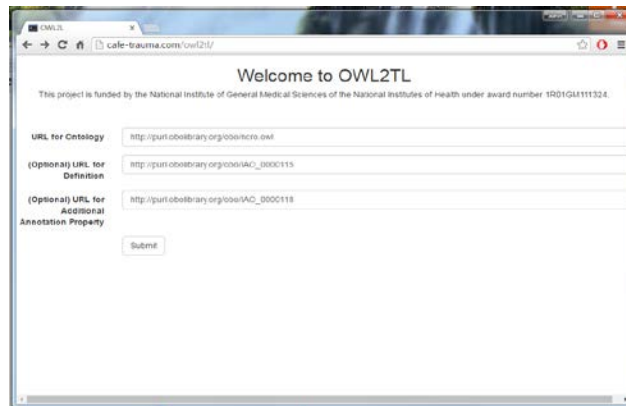 OWL2TL
cafe-trauma.com/owl2tl/
Welcome to OWL2TL
This project is funded by the National Institute of General Medical Sciences of the National Institutes of Health under award number 1R01GM111324.
URL for Ontology
http://purl.obolibrary.org/obo/ncro.owl
(Optional) URL for
Definition
http://purl.obolibrary.org/obo/IAO_0000115
(Optional) URL for
Additional
Annotation Property
http://purl.obolibrary.org/obo/IAO_0000118
Submit